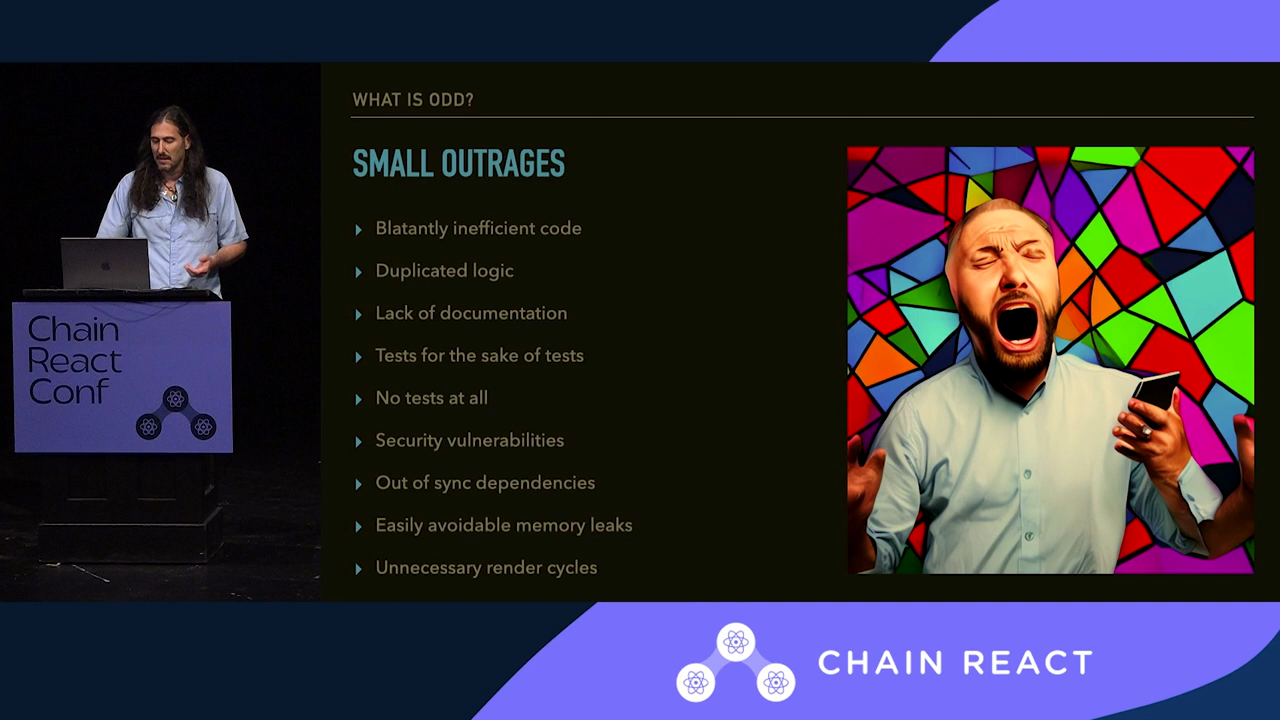 WHAT IS ODD?
SMALL OUTRAGES
Blatantly inefficient code
Duplicated logic
Lack of documentation
Tests for the sake of tests
No tests at all
Security vulnerabilities
Out of sync dependencies
Easily avoidable memory leaks
Unnecessary render cycles
Chain
React
Conf
CHAIN REACT